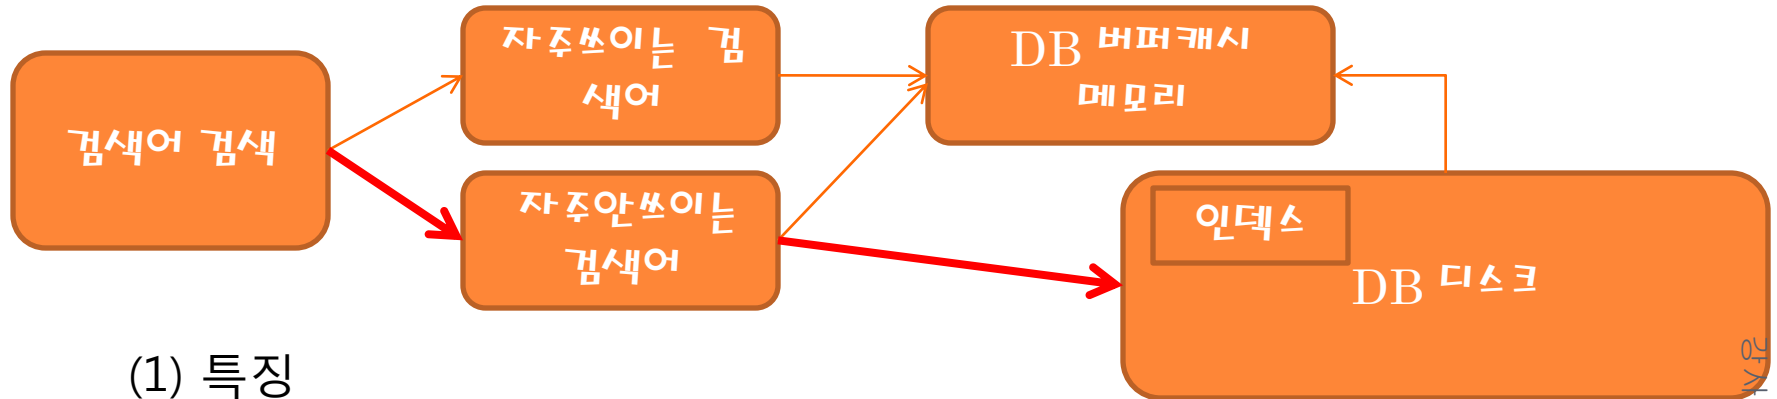 검색어 검색
자주쓰이는 검
색어
자주안쓰이는
검색어
DB 버퍼캐시
메모리
인덱스
DB 디스크
(1) 특징
강사